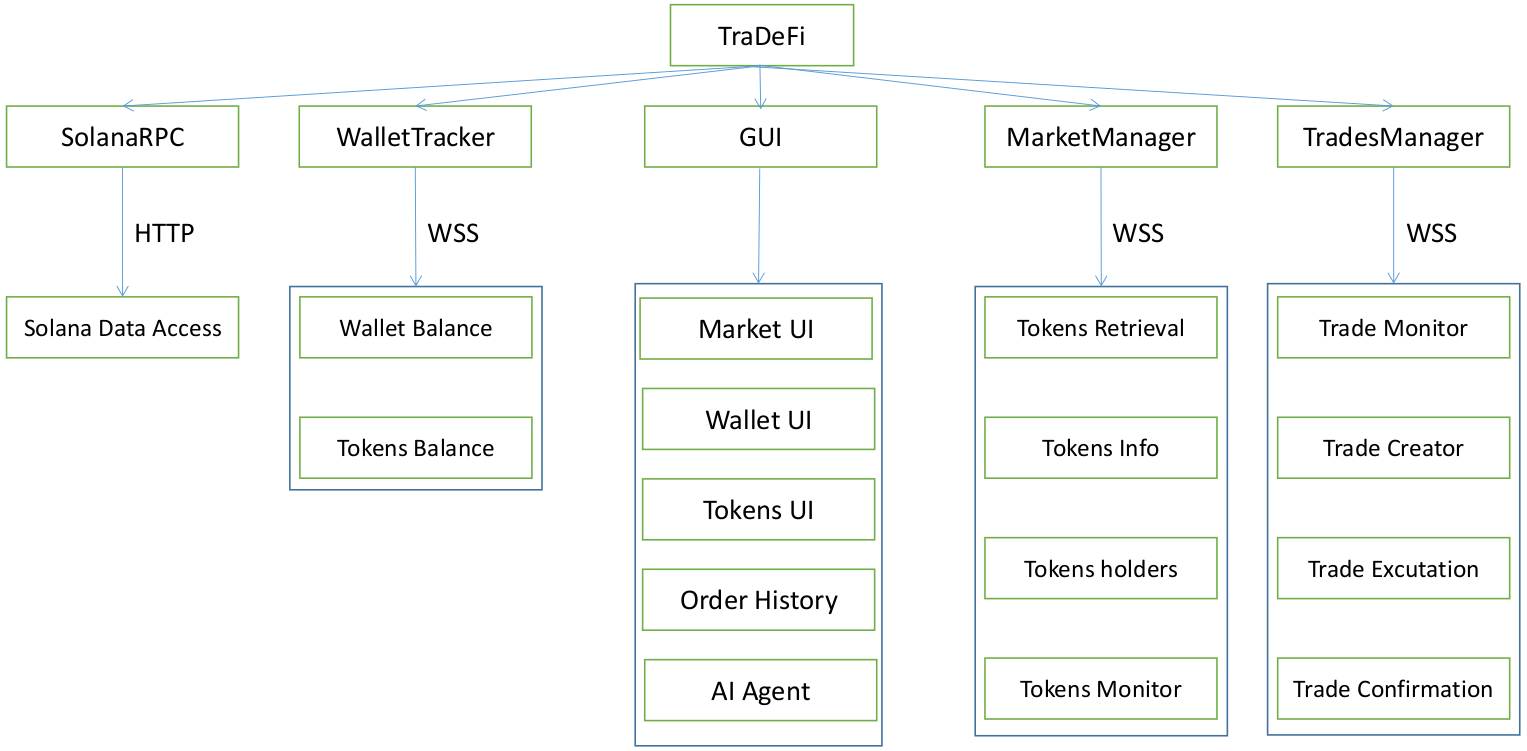 TraDeFi
SolanaRPC
WalletTracker
GUI
MarketManager
TradesManager
HTTP
WSS
WSS
WSS
Solana Data Access
Wallet Balance
Tokens Balance
Market UI
Wallet UI
Tokens UI
Order History
AI Agent
Tokens Retrieval
Tokens Info
Tokens holders
Tokens Monitor
Trade Monitor
Trade Creator
Trade Excutation
Trade Confirmation